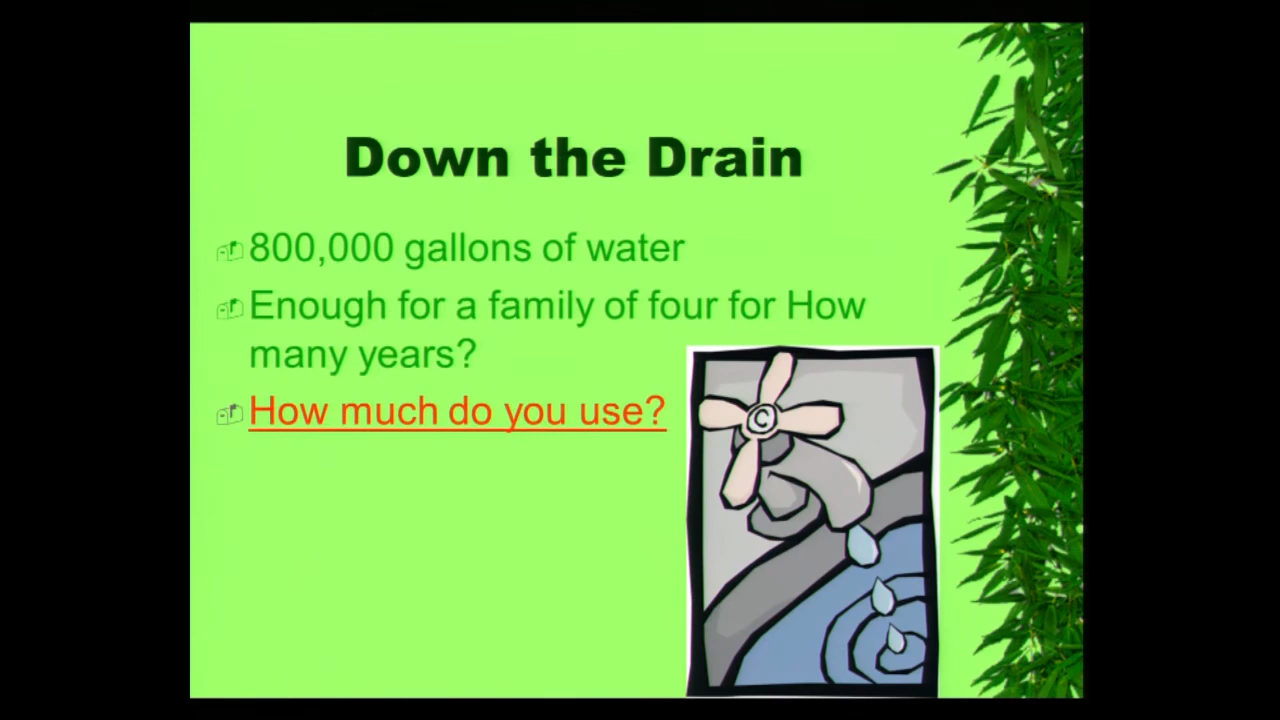 Down the Drain
800,000 gallons of water
Enough for a family of four for How
many years?
How much do you use?
C